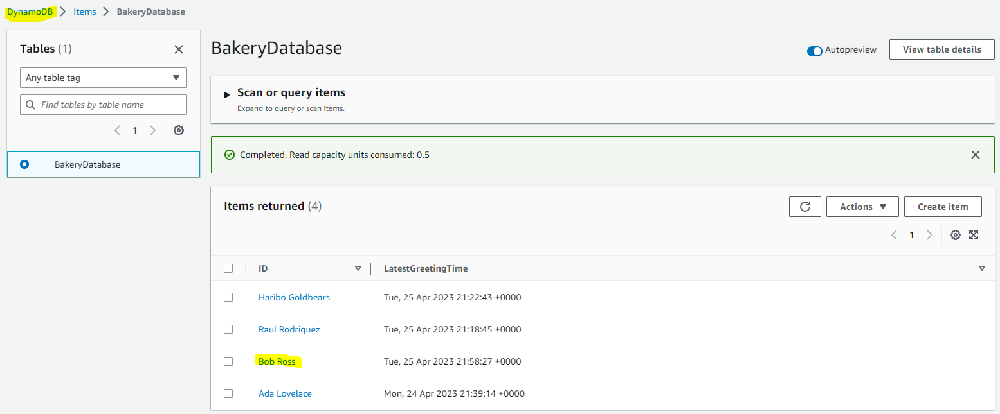 DynamoDB > Items > BakeryDatabase
Tables (1)
Any table tag
Find tables by table name
1
BakeryDatabase
BakeryDatabase
Autopreview
View table details
Scan or query items
Expand to query or scan items.
Completed. Read capacity units consumed: 0.5
Items returned (4)
Actions
Create item
1
ID LatestGreetingTime
Haribo Goldbears Tue, 25 Apr 2023 21:22:43 +0000
Raul Rodriguez Tue, 25 Apr 2023 21:18:45 +0000
Bob Ross Tue, 25 Apr 2023 21:58:27 +0000
Ada Lovelace Mon, 24 Apr 2023 21:39:14 +0000